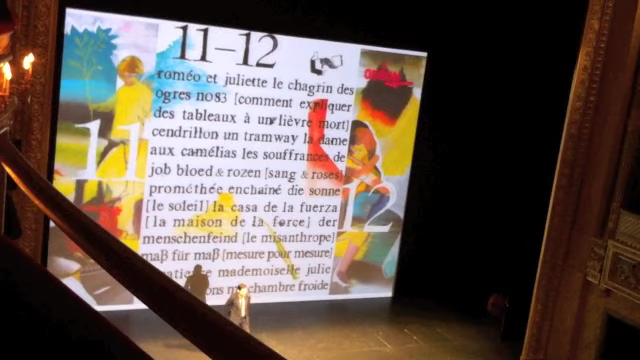 11–12
roméo et juliette le chagrin des
ogres no83 [comment expliquer
des tableaux à un lièvre mort]
cendrillon un tramway la dame
aux camélias les souffrances de
job bloed & rozen [sang & roses]
prométhée enchaîné die sonne
[le soleil] la casa de la fuerza
[la maison de la force] der
menschenfeind [le misanthrope]
maβ für maβ [mesure pour mesure]
mademoiselle julie
ma chambre froide
11
12